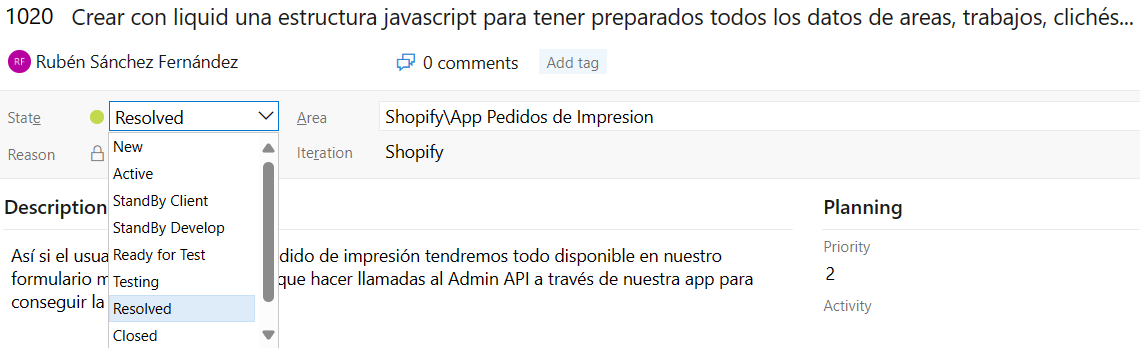 1020 Crear con liquid una estructura javascript para tener preparados todos los datos de areas, trabajos, clichés...
RF Rubén Sánchez Fernández 0 comments Add tag
State Resolved Area Shopify\App Pedidos de Impresion
Reason Iteration Shopify
New
Active
StandBy Client
StandBy Develop
Ready for Test
Testing
Resolved
Closed
Description
Así si el usua dido de impresión tendremos todo disponible en nuestro
formulario m que hacer llamadas al Admin API a través de nuestra app para
conseguir la
Planning
Priority
2
Activity